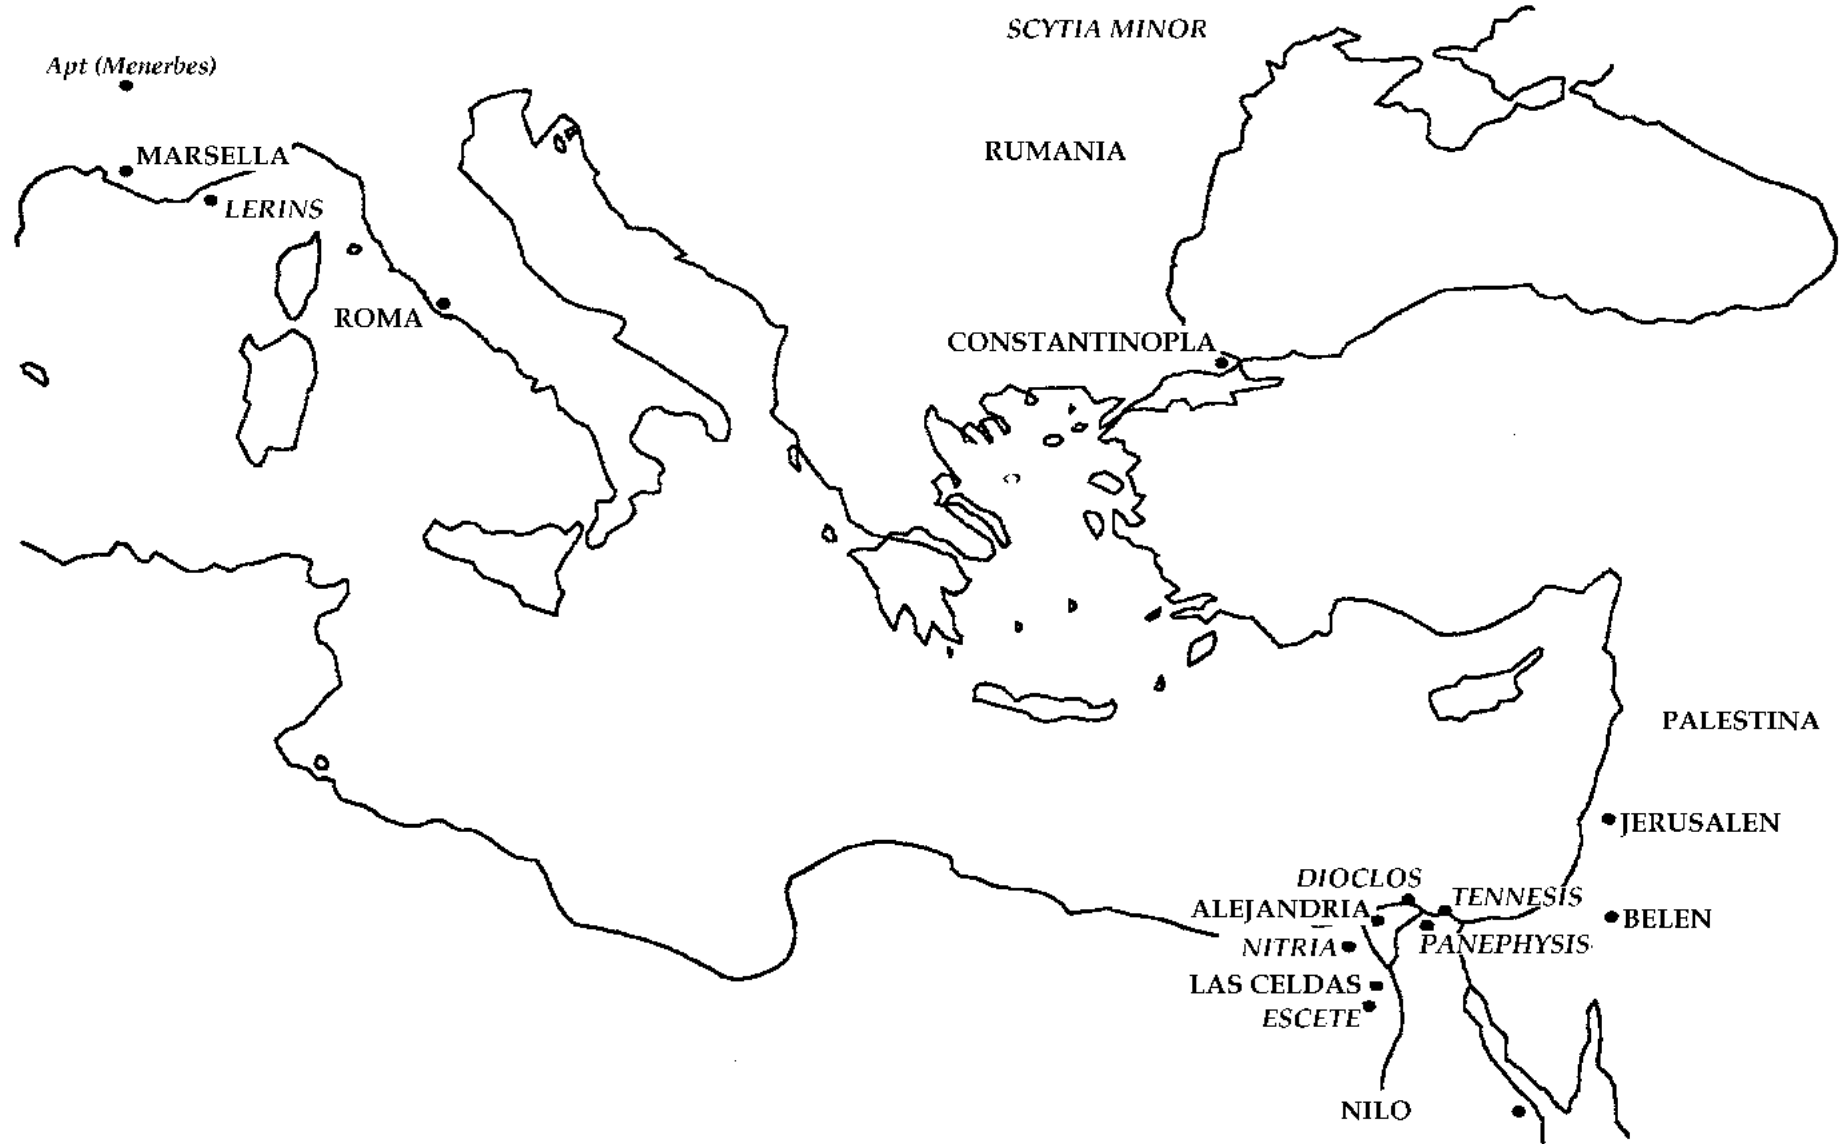 SCYTIA MINOR
Apt (Menerbes)
RUMANIA
MARSELLA
LERINS
ROMA
CONSTANTINOPLA
PALESTINA
JERUSALEN
DIOCLOS
TENNESIS
ALEJANDRIA
BELEN
NITRIA
PANEPHYSIS
LAS CELDAS
ESCETE
NILO